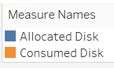 Measure Names
Allocated Disk
Consumed Disk